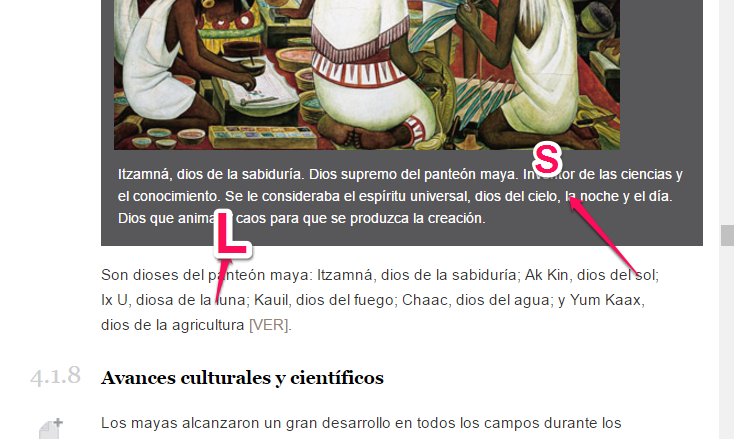 S
Itzamná, dios de la sabiduría. Dios supremo del panteón maya. Inventor de las ciencias y
el conocimiento. Se le consideraba el espíritu universal, dios del cielo, la noche y el día.
Dios que anima caos para que se produzca la creación.
L
Son dioses del panteón maya: Itzamná, dios de la sabiduría; Ak Kin, dios del sol;
Ix U, diosa de la luna; Kauil, dios del fuego; Chaac, dios del agua; y Yum Kaax,
dios de la agricultura [VER].
4.1.8 Avances culturales y científicos
Los mayas alcanzaron un gran desarrollo en todos los campos durante los